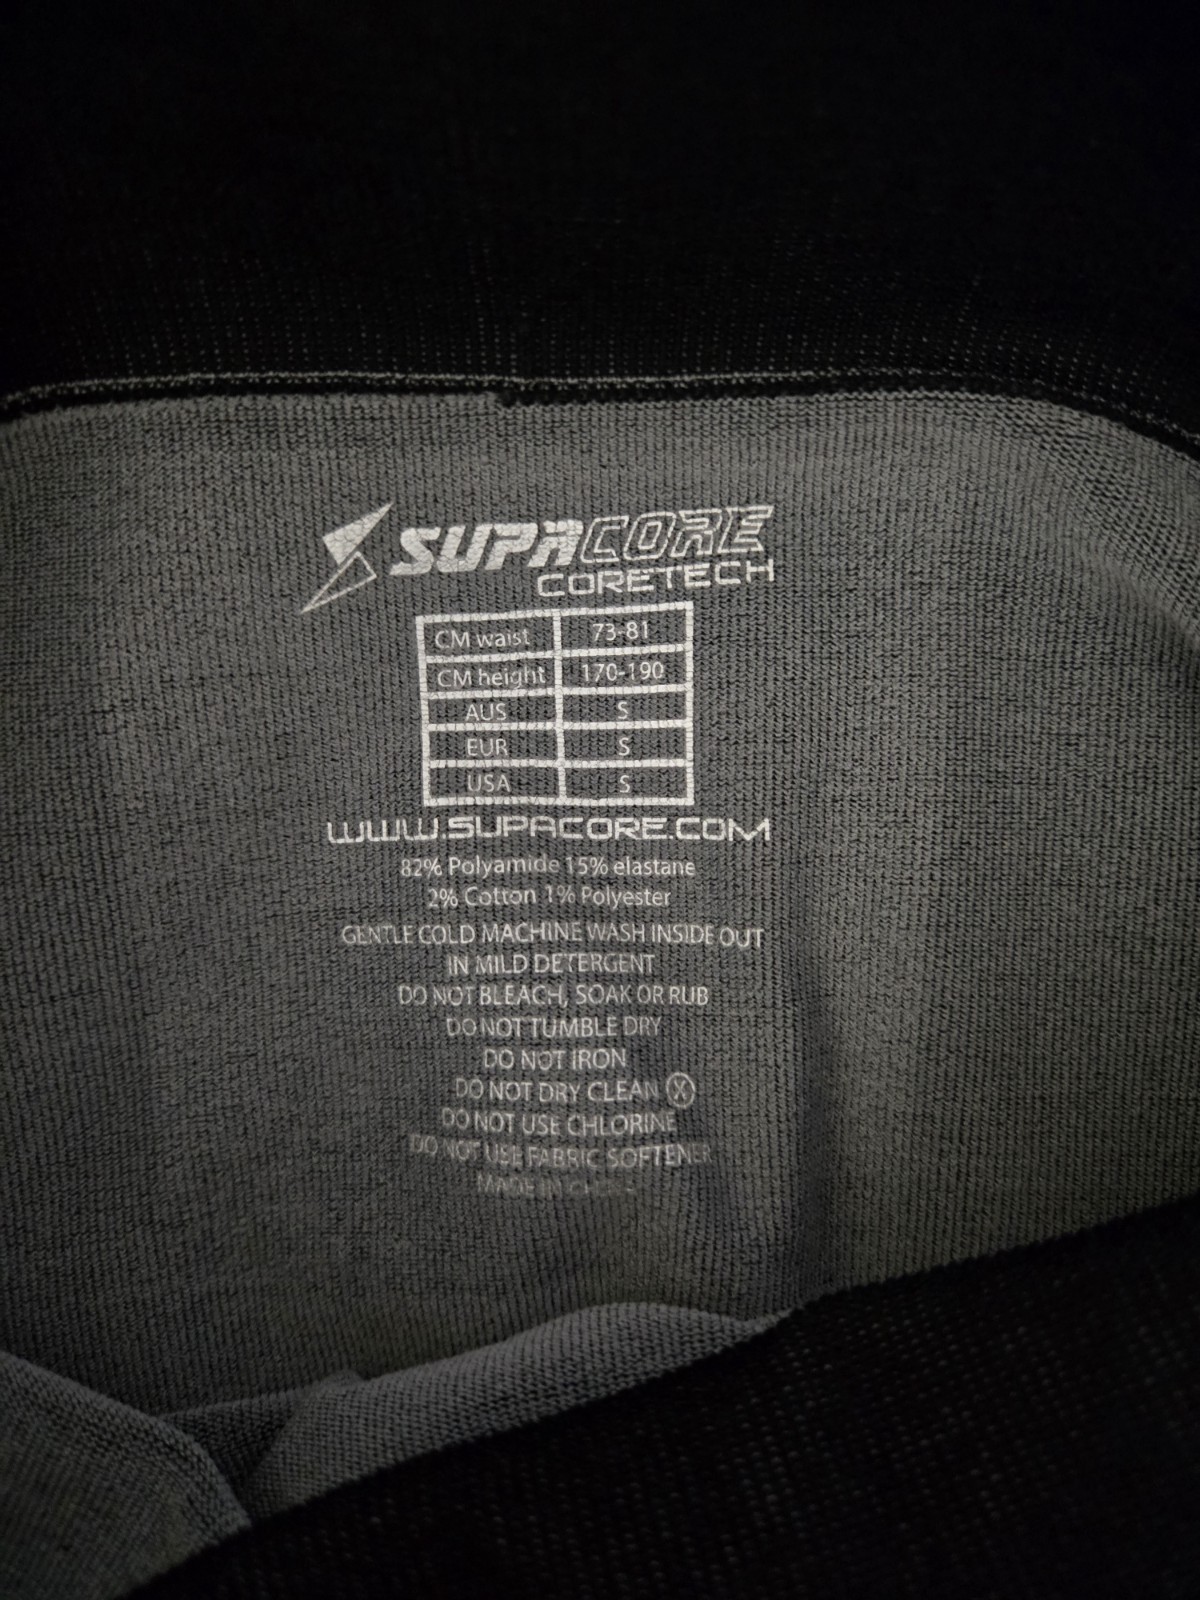 SUPACORE
CORETECH
CM waist 73-81
CM height 170-190
AUS S
EUR S
USA S
WWW.SUPACORE.COM
82% Polyamide 15% elastane
2% Cotton 1% Polyester
GENTLE COLD MACHINE WASH INSIDE OUT
IN MILD DETERGENT
DO NOT BLEACH, SOAK OR RUB
DO NOT TUMBLE DRY
DO NOT IRON
DO NOT DRY CLEAN X
DO NOT USE CHLORINE
DO NOT USE FABRIC SOFTENER
MADE IN